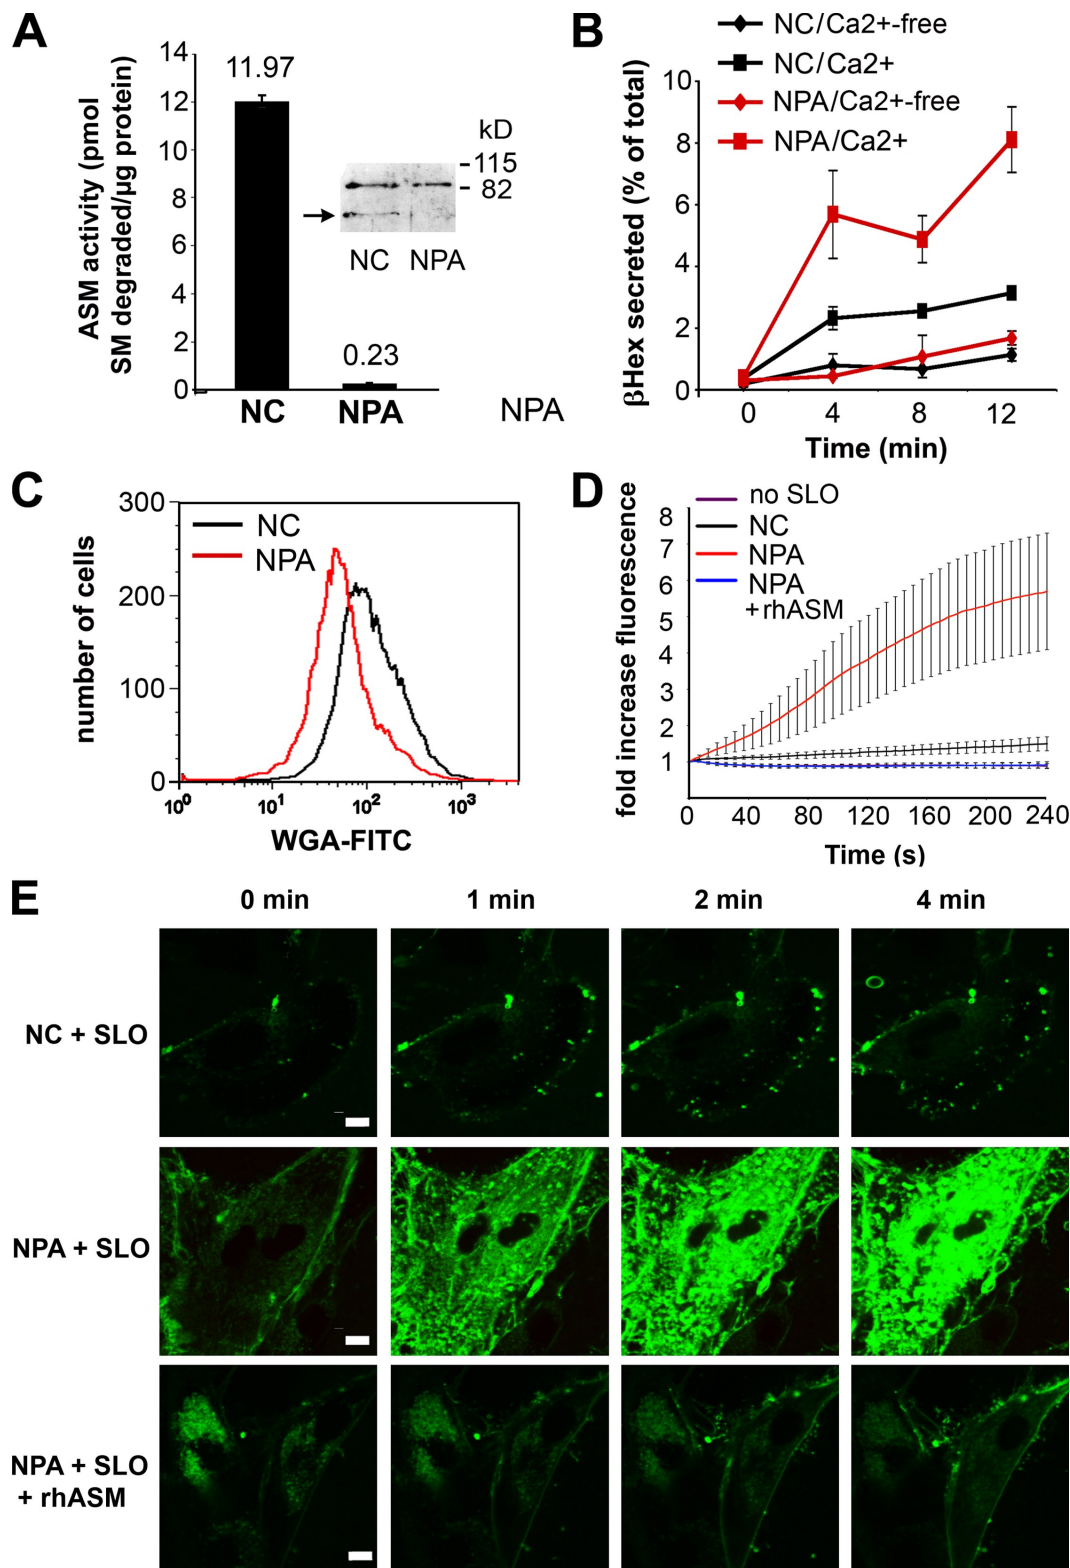 A
ASM activity (pmol
SM degraded/μg protein)
14
12
10
8
6
4
2
0
11.97
0.23
kD
115
82
NC NPA
NC NPA
NPA
B
NC/Ca2+-free
NC/Ca2+
NPA/Ca2+-free
NPA/Ca2+
βHex secreted (% of total)
10
8
6
4
2
0
0 4 8 12
Time (min)
C
number of cells
300
200
100
0
NC
NPA
10⁰ 10¹ 10² 10³
WGA-FITC
D
fold increase fluorescence
8
7
6
5
4
3
2
1
no SLO
NC
NPA
NPA
+rhASM
0 40 80 120 160 200 240
Time (s)
E
0 min 1 min 2 min 4 min
NC + SLO
NPA + SLO
NPA + SLO
+ rhASM